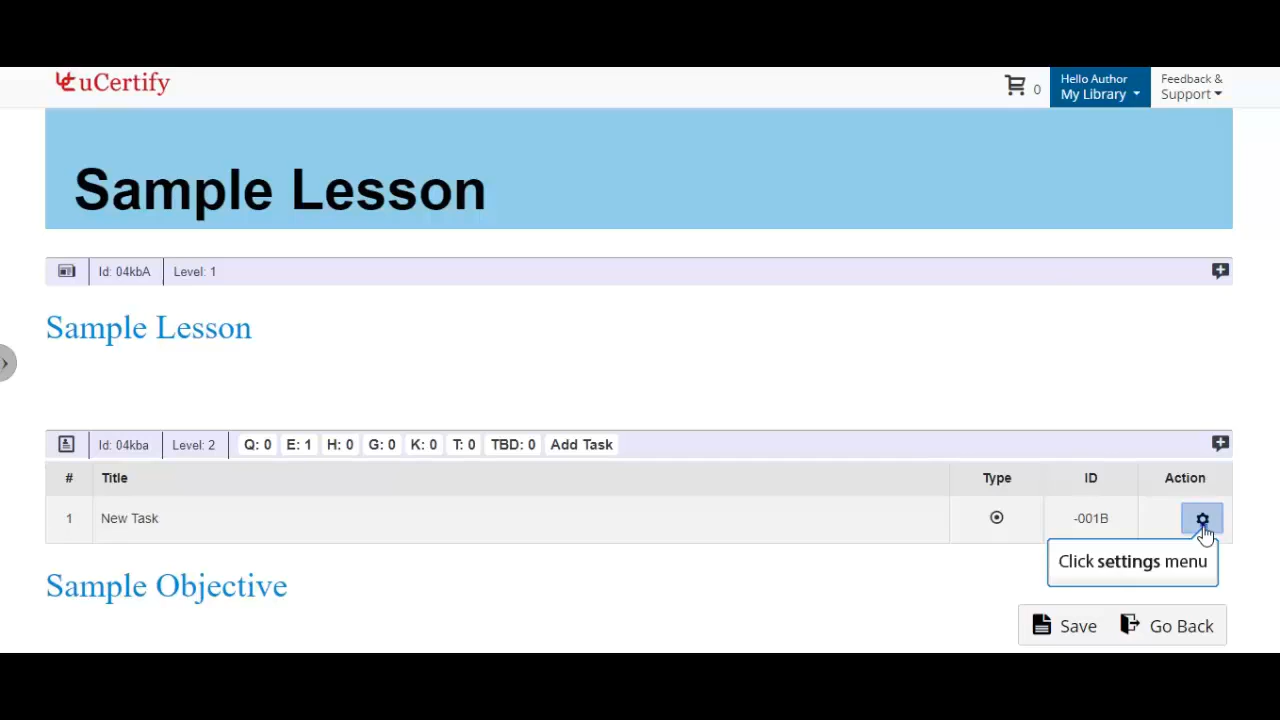 uCertify
0
Hello Author
My Library
Feedback &
Support
Sample Lesson
Id: 04kbA Level: 1
Sample Lesson
Id: 04kba Level: 2 Q: 0 E: 1 H: 0 G: 0 K: 0 T: 0 TBD: 0 Add Task
# Title Type ID Action
1 New Task -001B
Click settings menu
Sample Objective
Save Go Back